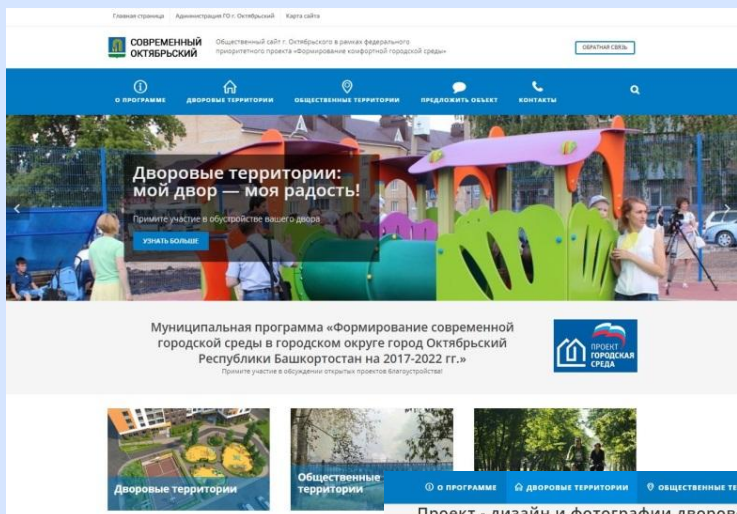 Главная страница Администрация ГО г. Октябрьский Карта сайта
СОВРЕМЕННЫЙ
ОКТЯБРЬСКИЙ
Общественный сайт г. Октябрьского в рамках федерального
приоритетного проекта «Формирование комфортной городской среды»
ОБРАТНАЯ СВЯЗЬ
О ПРОГРАММЕ ДВОРОВЫЕ ТЕРРИТОРИИ ОБЩЕСТВЕННЫЕ ТЕРРИТОРИИ ПРЕДЛОЖИТЬ ОБЪЕКТ КОНТАКТЫ
Дворовые территории:
мой двор — моя радость!
Примите участие в обустройстве вашего двора
УЗНАТЬ БОЛЬШЕ
Муниципальная программа «Формирование современной
городской среды в городском округе город Октябрьский
Республики Башкортостан на 2017-2022 гг.»
Примите участие в обсуждении открытых проектов благоустройства!
ПРОЕКТ
ГОРОДСКАЯ
СРЕДА
Дворовые территории
Общественные
территории
О ПРОГРАММЕ ДВОРОВЫЕ ТЕРРИТОРИИ ОБЩЕСТВЕННЫЕ ТЕ
Проект - дизайн и фотографии дворов